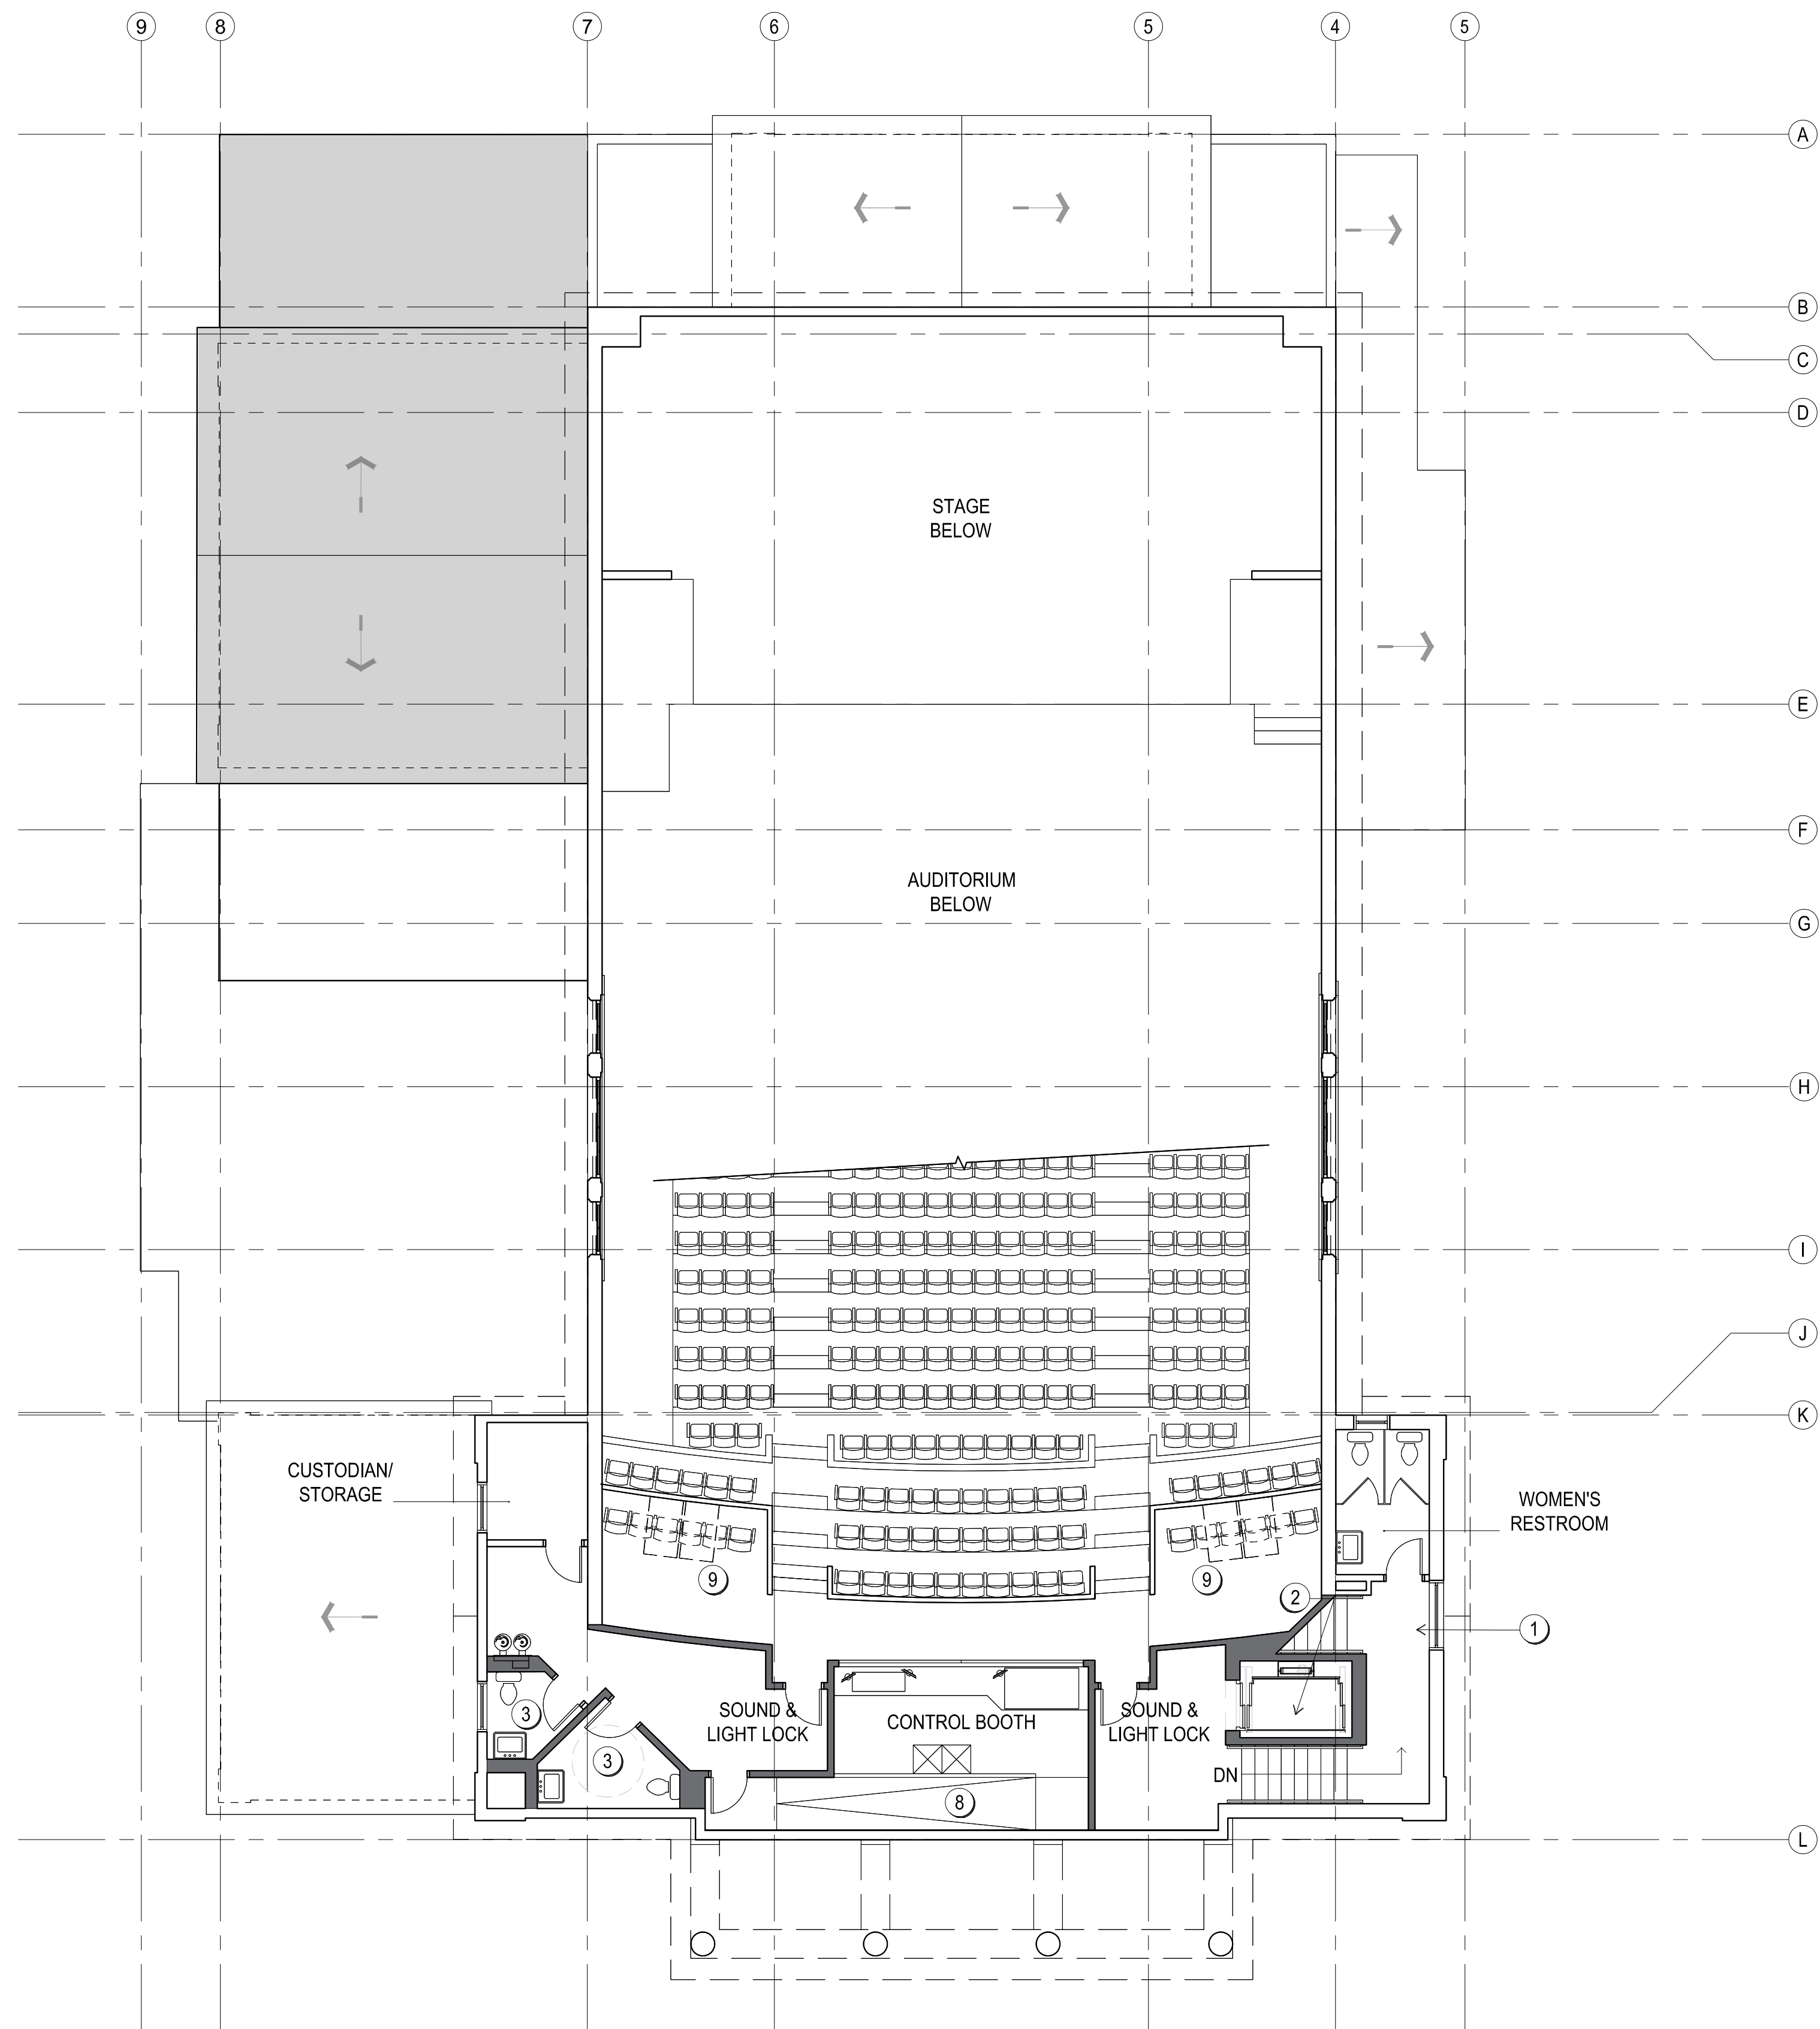 9 8 7 6 5 4 5
A
B
C
D
STAGE
BELOW
E
F
AUDITORIUM
BELOW
G
H
I
J
K
CUSTODIAN/
STORAGE
WOMEN'S
RESTROOM
9 9
2
1
3
SOUND &
LIGHT LOCK
CONTROL BOOTH
SOUND &
LIGHT LOCK
3
DN
8
L